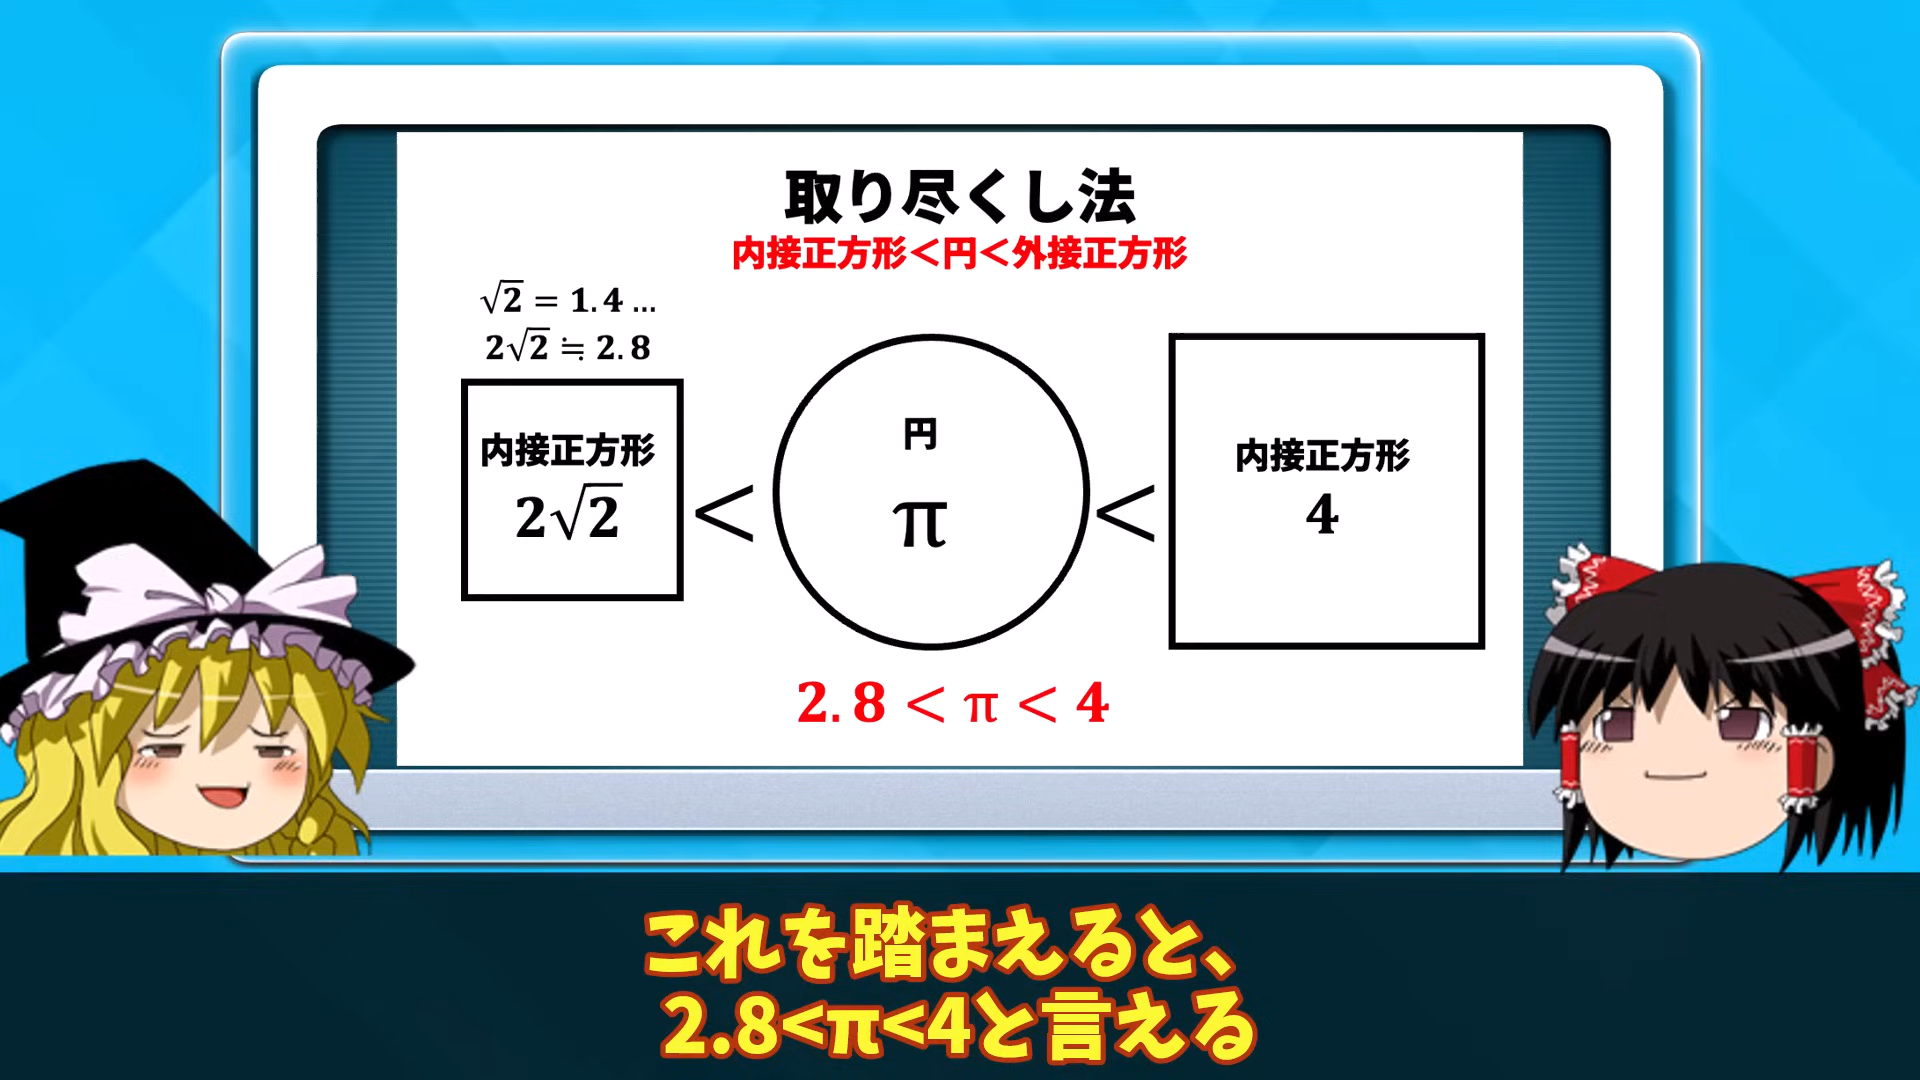 取り尽くし法
内接正方形<円<外接正方形
√2 = 1.4 …
2√2 ≒ 2.8
内接正方形
2√2
<
円
π
<
内接正方形
4
2.8 < π < 4
これを踏まえると、
2.8<π<4と言える